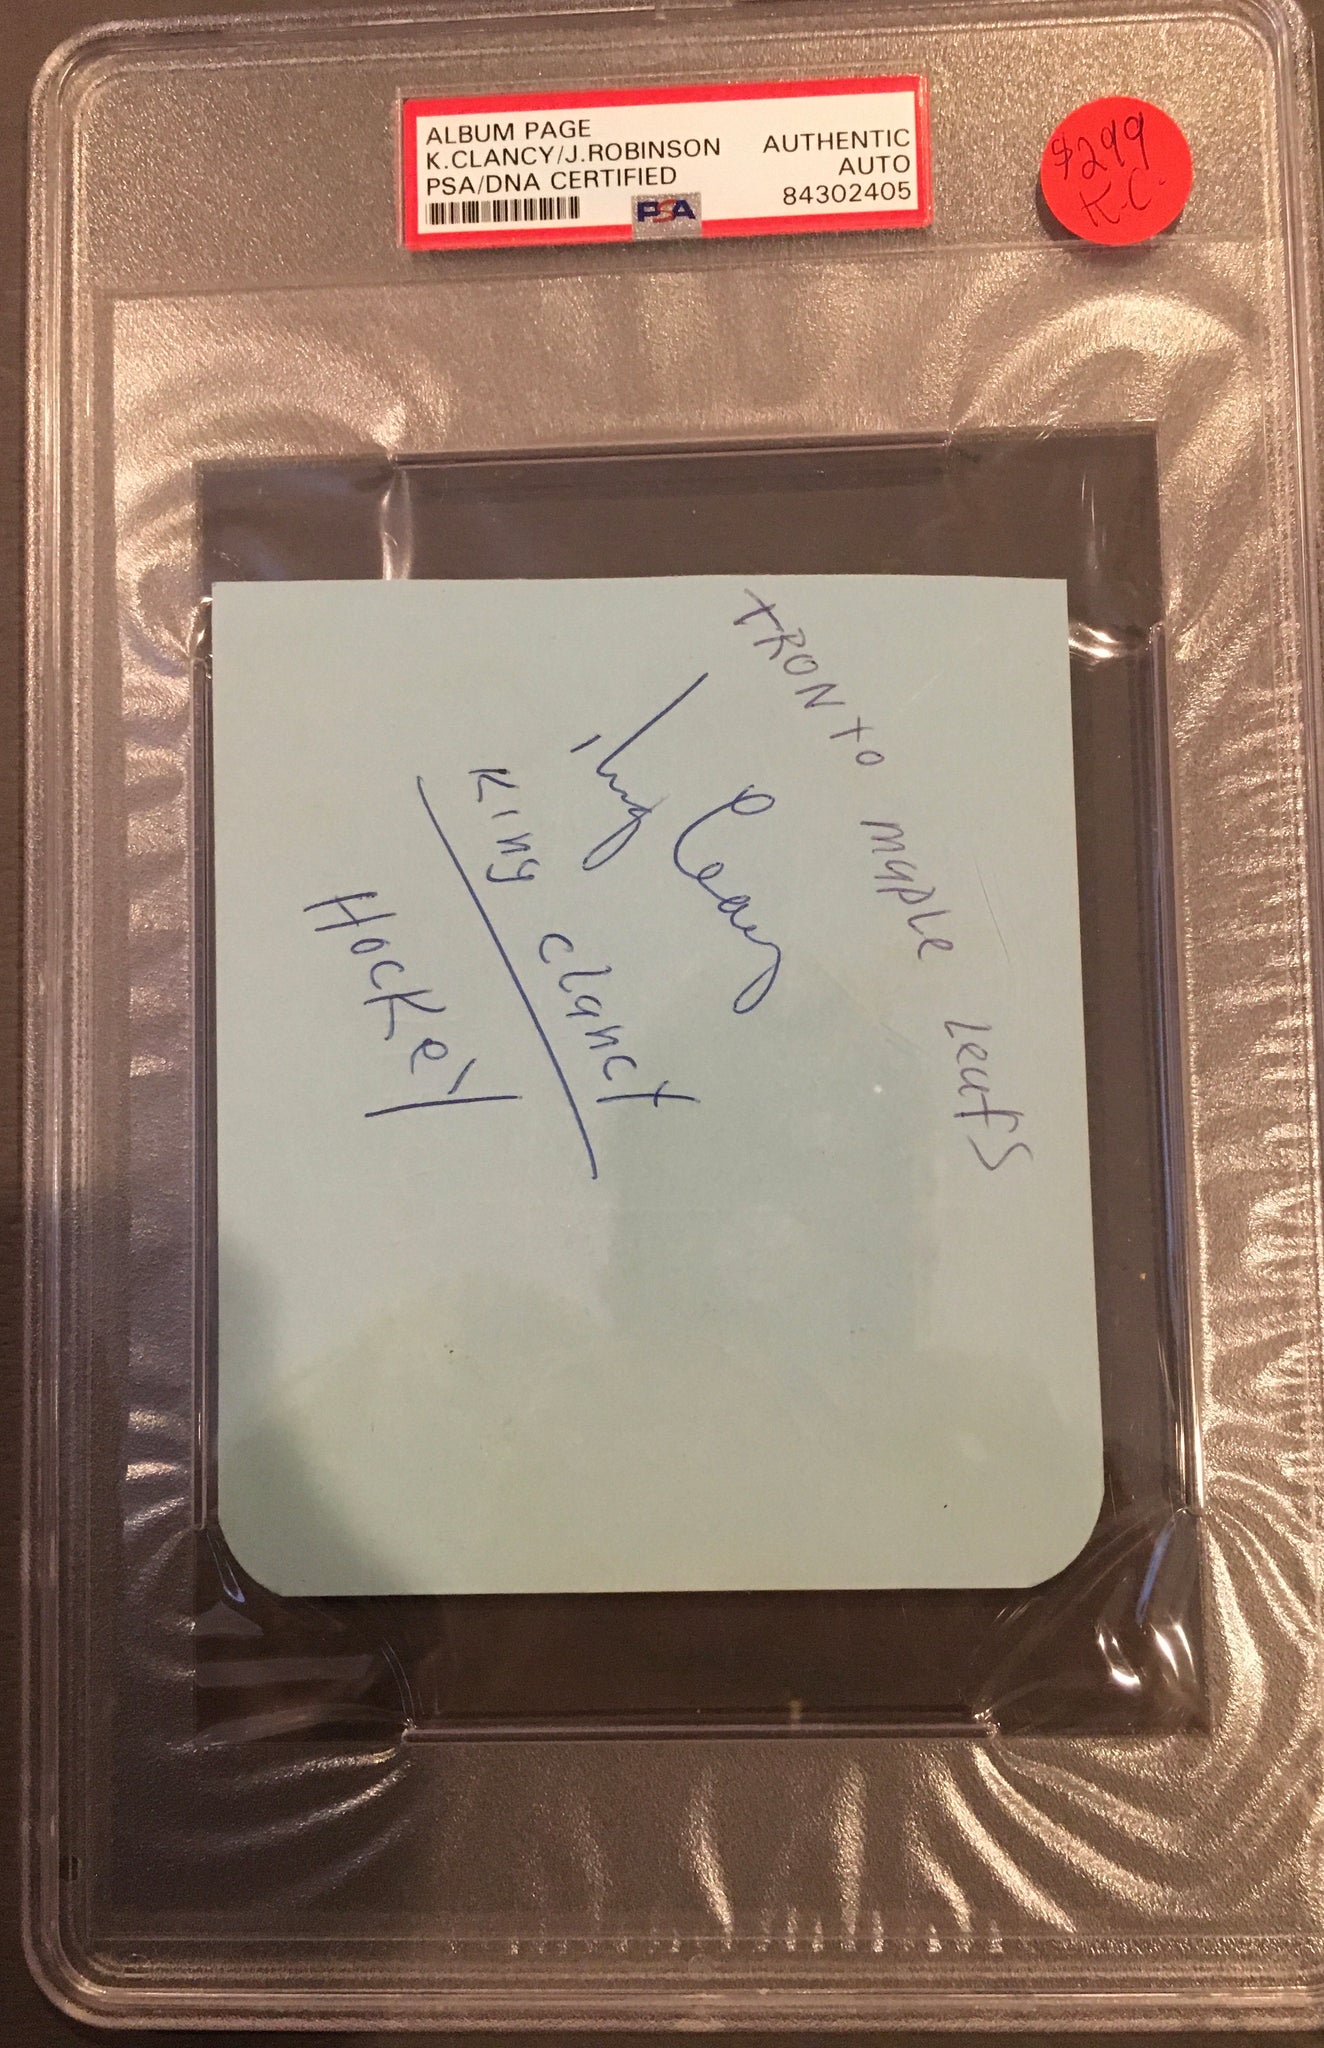 ALBUM PAGE
K.CLANCY/J.ROBINSON
PSA/DNA CERTIFIED
AUTHENTIC
AUTO
84302405
PSA
$299
K.C.
tRONto maple Leafs
King Clancy
King Clancy
Hockey